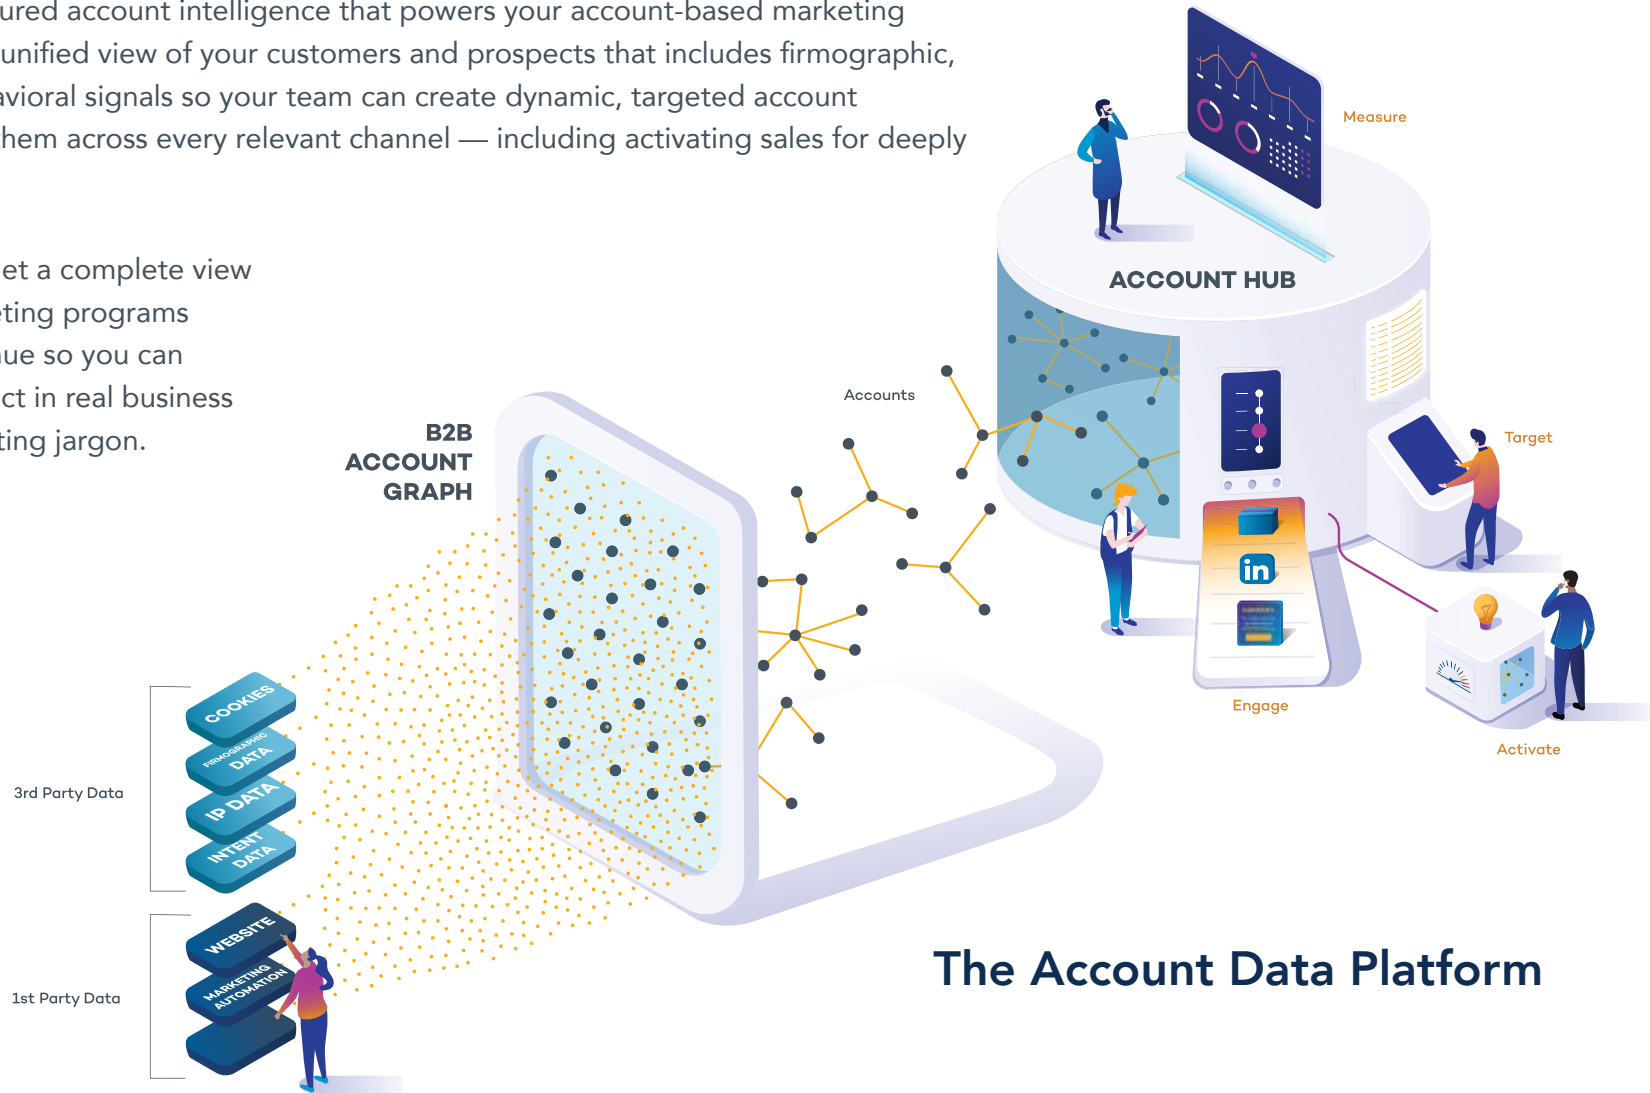 ured account intelligence that powers your account-based marketing
unified view of your customers and prospects that includes firmographic,
avioral signals so your team can create dynamic, targeted account
them across every relevant channel — including activating sales for deeply
et a complete view
eting programs
nue so you can
ct in real business
ting jargon.
Measure
ACCOUNT HUB
Accounts
B2B
ACCOUNT
GRAPH
Target
in
Engage
Activate
3rd Party Data
COOKIES
FIRMOGRAPHIC
DATA
IP DATA
INTENT
DATA
1st Party Data
WEBSITE
MARKETING
AUTOMATION
The Account Data Platform